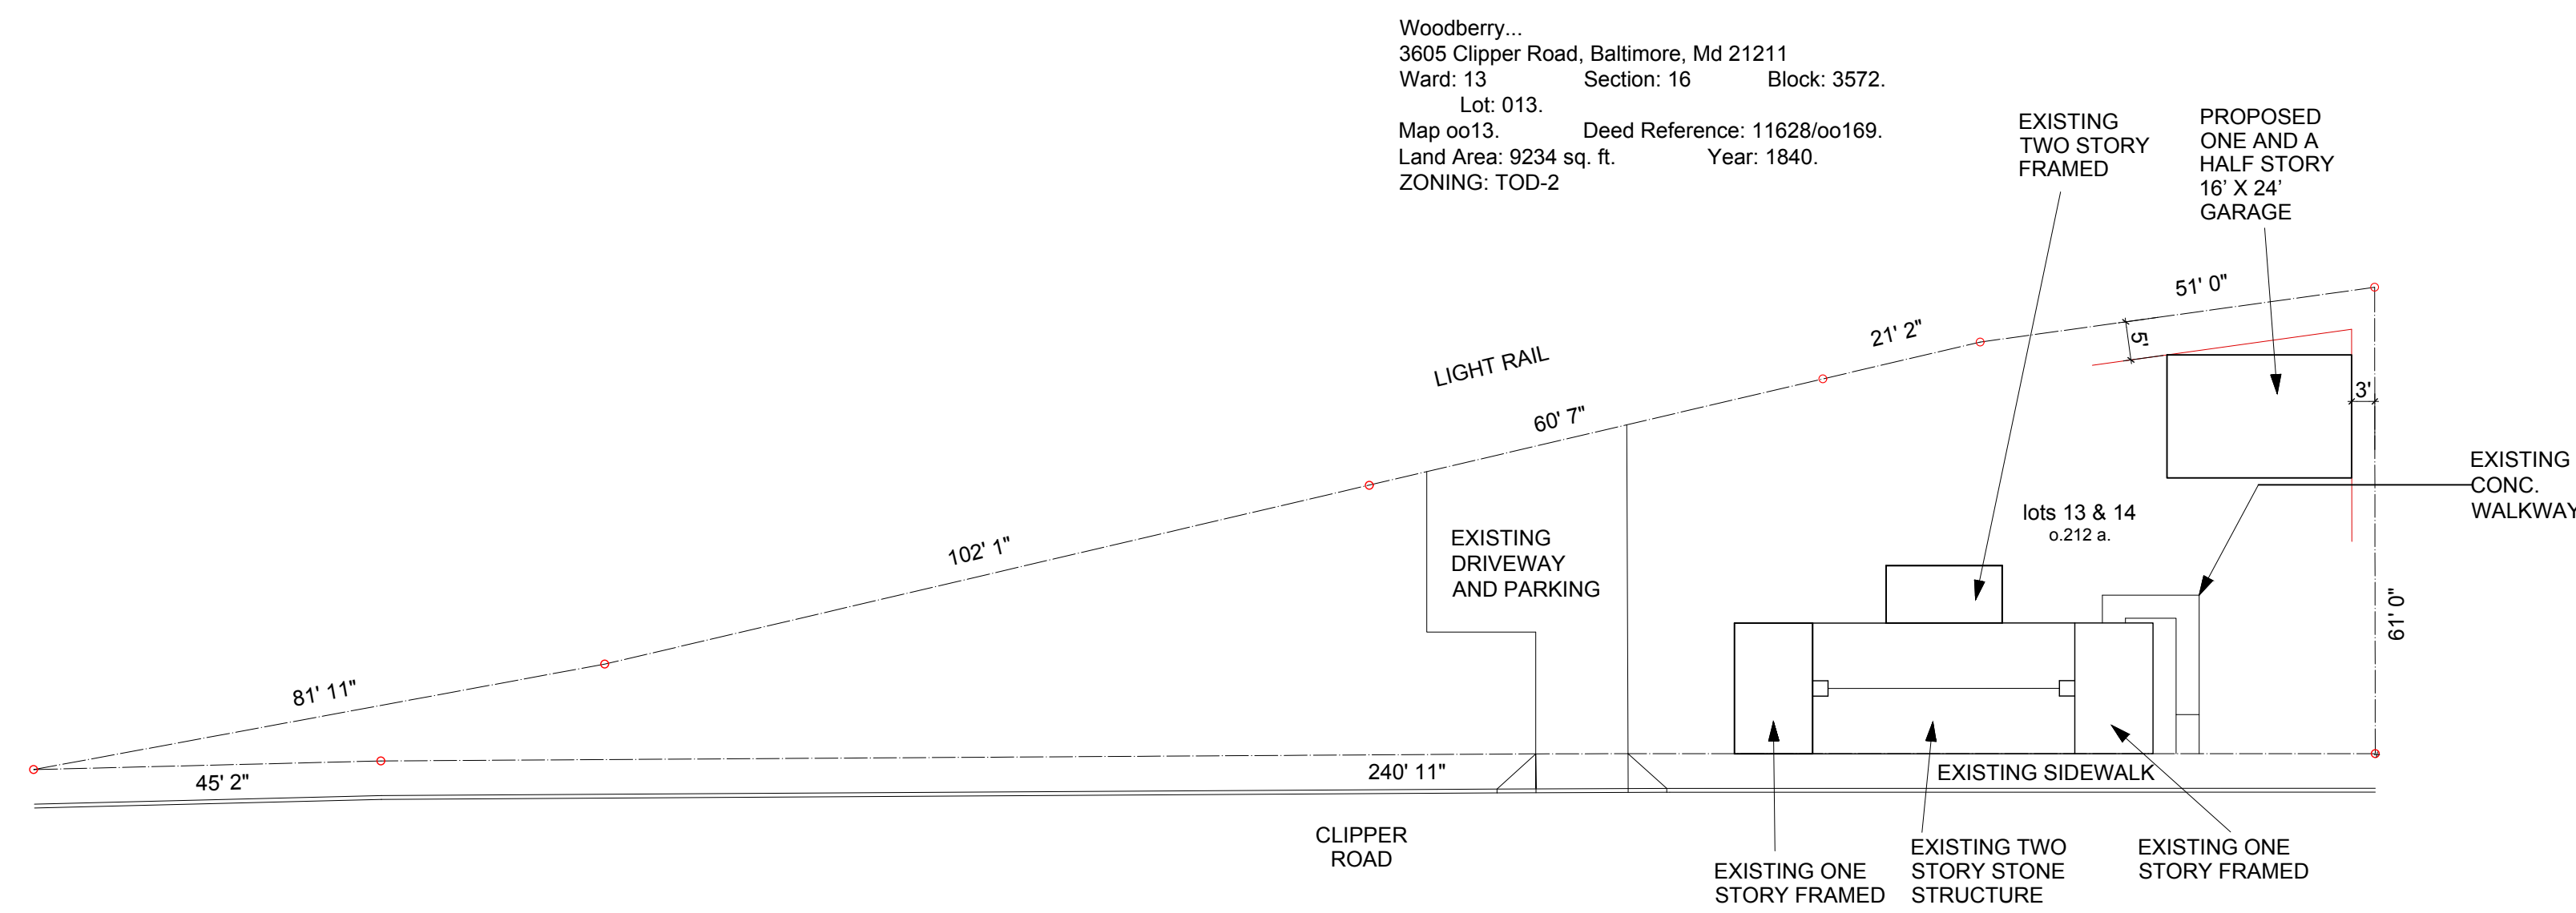 Woodberry...
3605 Clipper Road, Baltimore, Md 21211
Ward: 13 Section: 16 Block: 3572.
Lot: 013.
Map oo13. Deed Reference: 11628/oo169.
Land Area: 9234 sq. ft. Year: 1840.
ZONING: TOD-2
EXISTING
TWO STORY
FRAMED
PROPOSED
ONE AND A
HALF STORY
16’ X 24’
GARAGE
51' 0"
21' 2"
5'
LIGHT RAIL
3'
60' 7"
EXISTING
CONC.
WALKWAY
lots 13 & 14
o.212 a.
EXISTING
DRIVEWAY
AND PARKING
102' 1"
61' 0"
81' 11"
45' 2"
240' 11"
EXISTING SIDEWALK
CLIPPER
ROAD
EXISTING ONE
STORY FRAMED
EXISTING TWO
STORY STONE
STRUCTURE
EXISTING ONE
STORY FRAMED